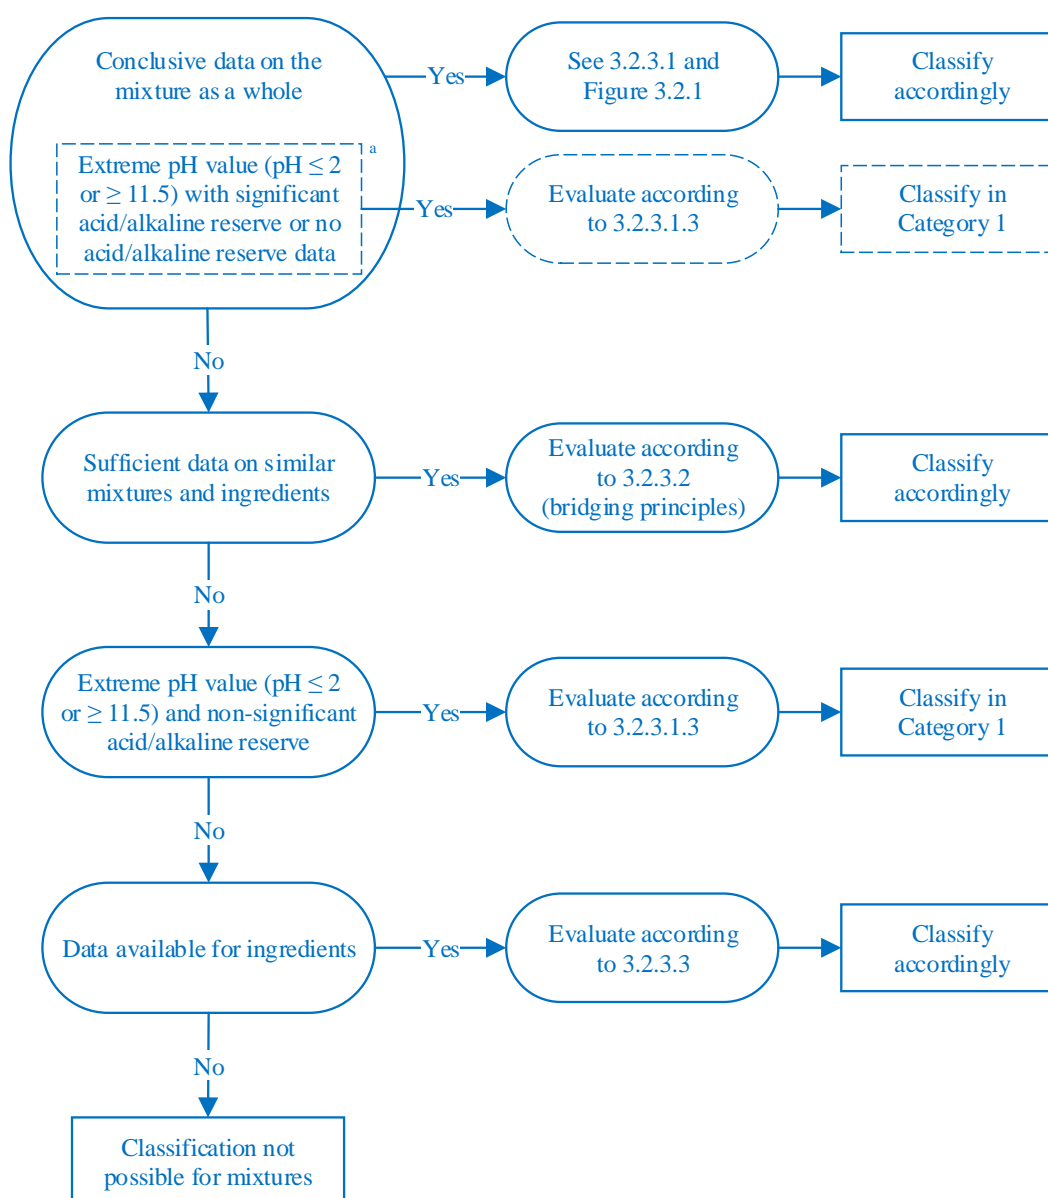 Conclusive data on the
mixture as a whole
Yes
See 3.2.3.1 and
Figure 3.2.1
Classify
accordingly
a
Extreme pH value (pH ≤ 2
or ≥ 11.5) with significant
acid/alkaline reserve or no
acid/alkaline reserve data
Yes
Evaluate according
to 3.2.3.1.3
Classify in
Category 1
No
Sufficient data on similar
mixtures and ingredients
Yes
Evaluate according
to 3.2.3.2
(bridging principles)
Classify
accordingly
No
Extreme pH value (pH ≤ 2
or ≥ 11.5) and non-significant
acid/alkaline reserve
Yes
Evaluate according
to 3.2.3.1.3
Classify in
Category 1
No
Data available for ingredients
Yes
Evaluate according
to 3.2.3.3
Classify
accordingly
No
Classification not
possible for mixtures